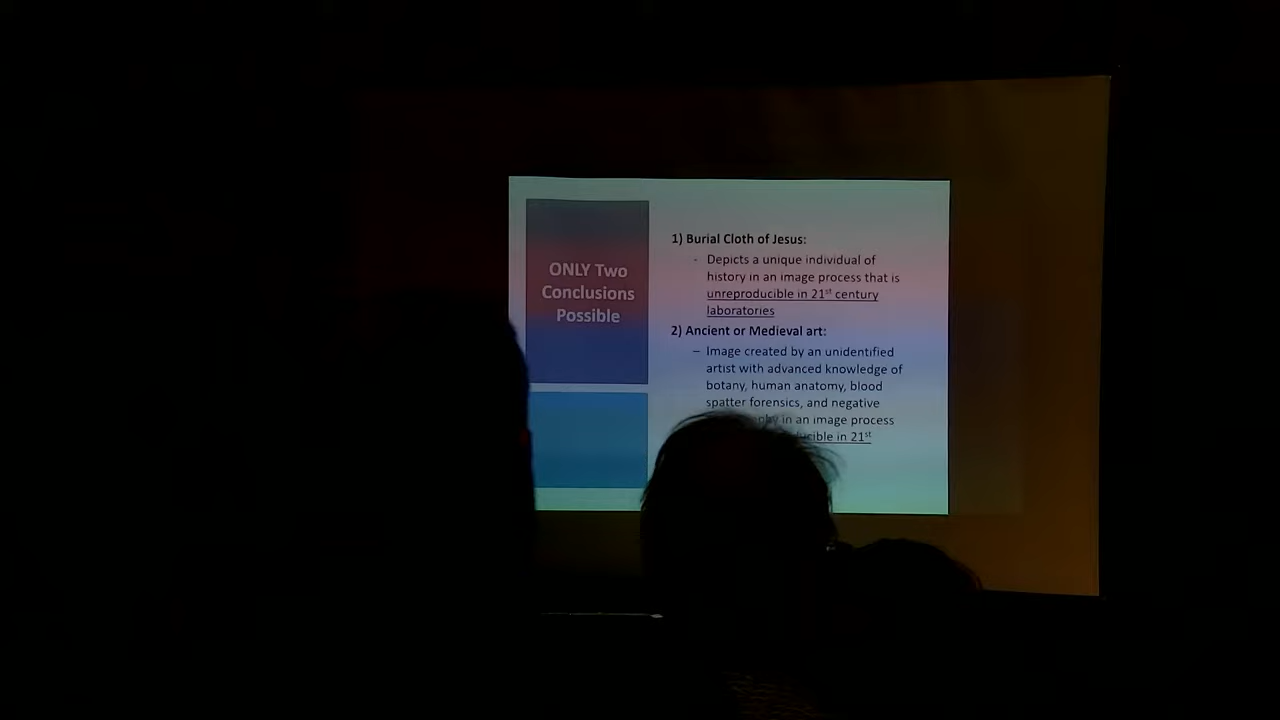 ONLY Two
Conclusions
Possible
1) Burial Cloth of Jesus:
- Depicts a unique individual of
history in an image process that is
unreproducible in 21st century
laboratories
2) Ancient or Medieval art:
– Image created by an unidentified
artist with advanced knowledge of
botany, human anatomy, blood
spatter forensics, and negative
in an image process
in 21st